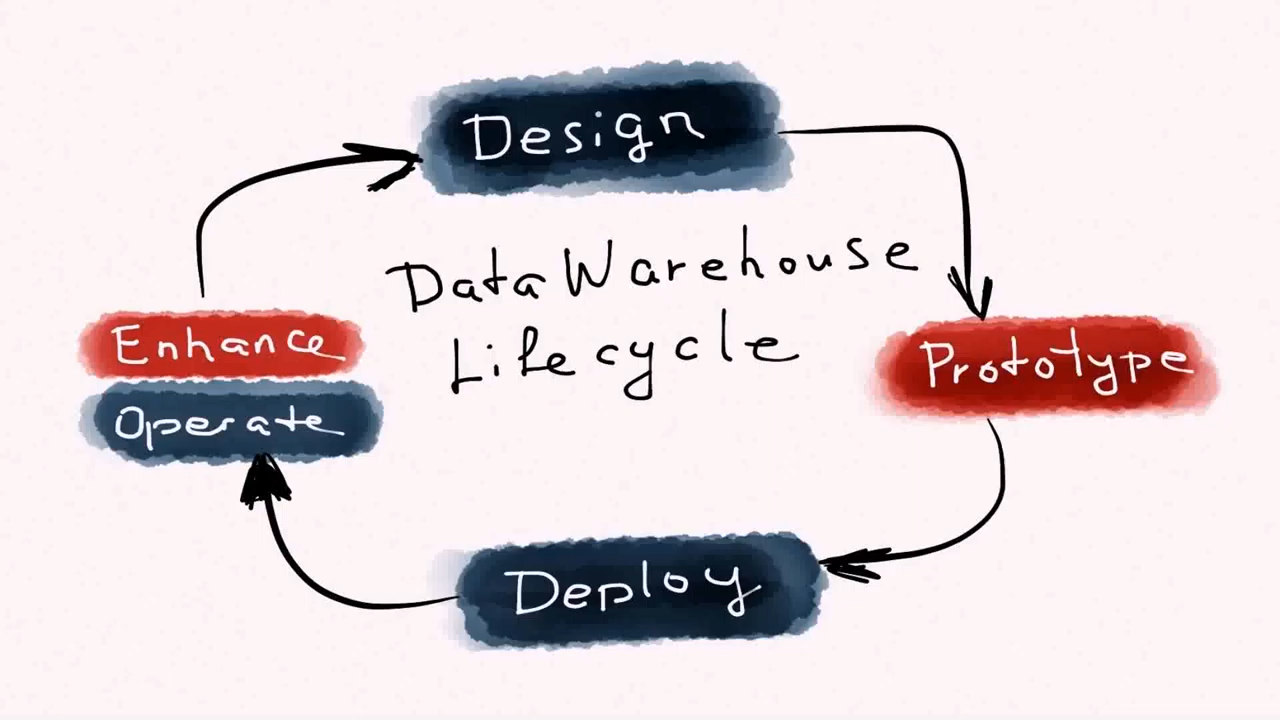 Design
Data Warehouse
Lifecycle
Enhance
Prototype
Operate
Deploy